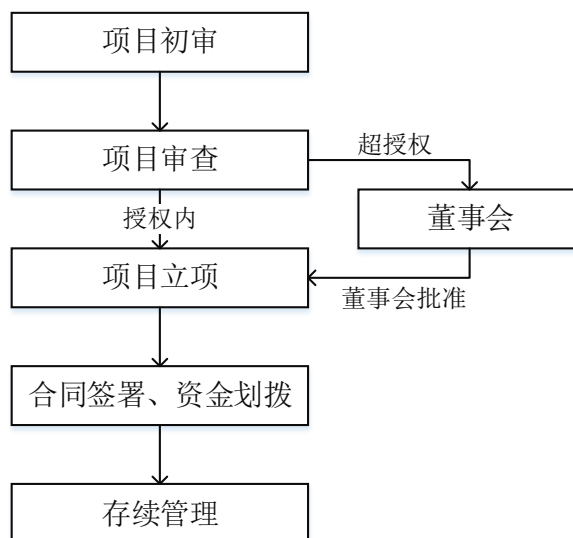 项目初审
项目审查
超授权
董事会
授权内
项目立项
董事会批准
合同签署、资金划拨
存续管理